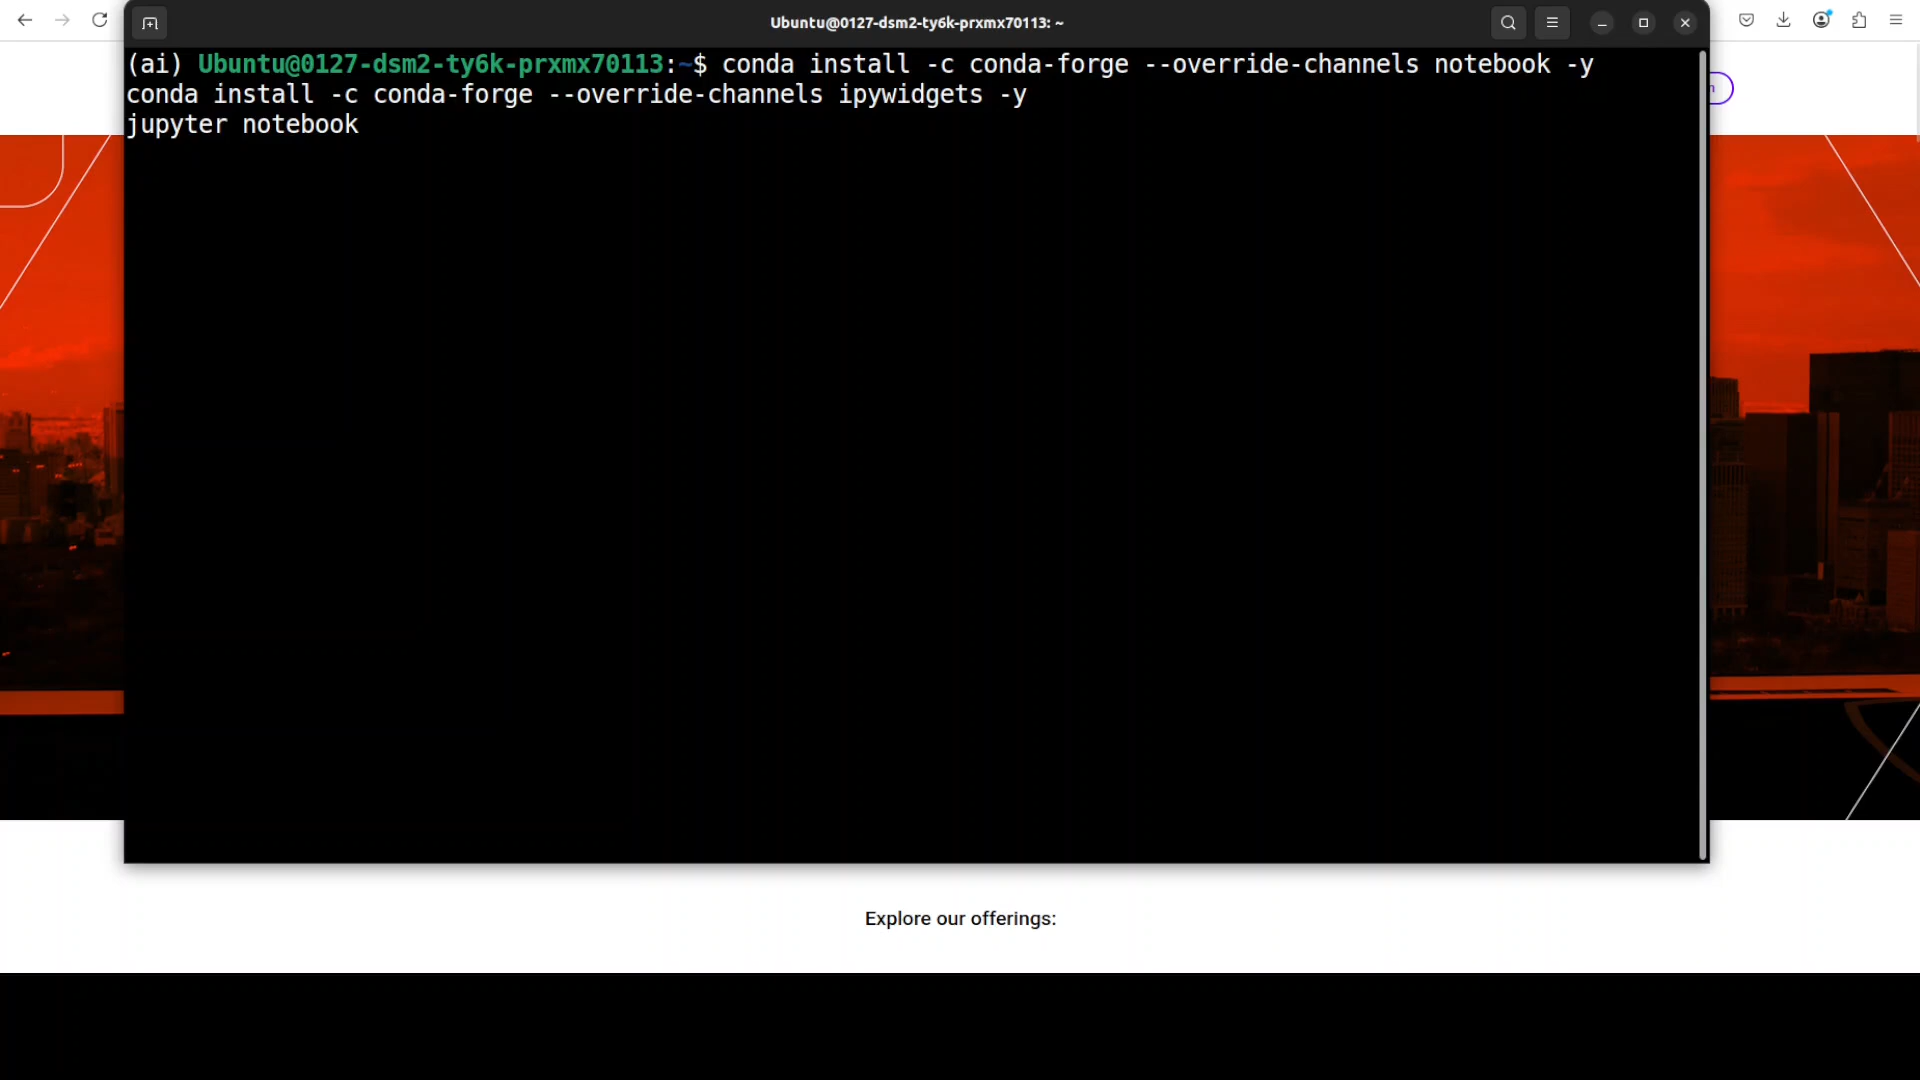 Ubuntu@0127-dsm2-ty6k-prxmx70113: ~
(ai) Ubuntu@0127-dsm2-ty6k-prxmx70113:~$ conda install -c conda-forge --override-channels notebook -y
conda install -c conda-forge --override-channels ipywidgets -y
jupyter notebook
Explore our offerings: